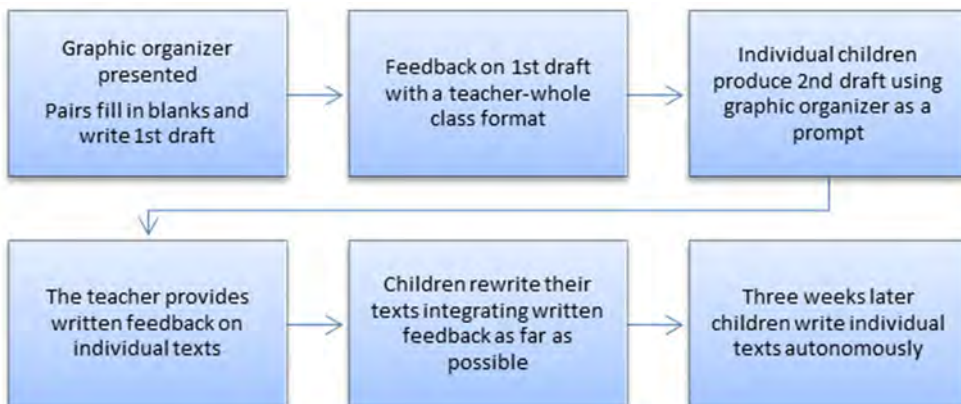 Graphic organizer
presented
Pairs fill in blanks and
write 1st draft
Feedback on 1st draft
with a teacher-whole
class format
Individual children
produce 2nd draft using
graphic organizer as a
prompt
The teacher provides
written feedback on
individual texts
Children rewrite their
texts integrating written
feedback as far as
possible
Three weeks later
children write individual
texts autonomously